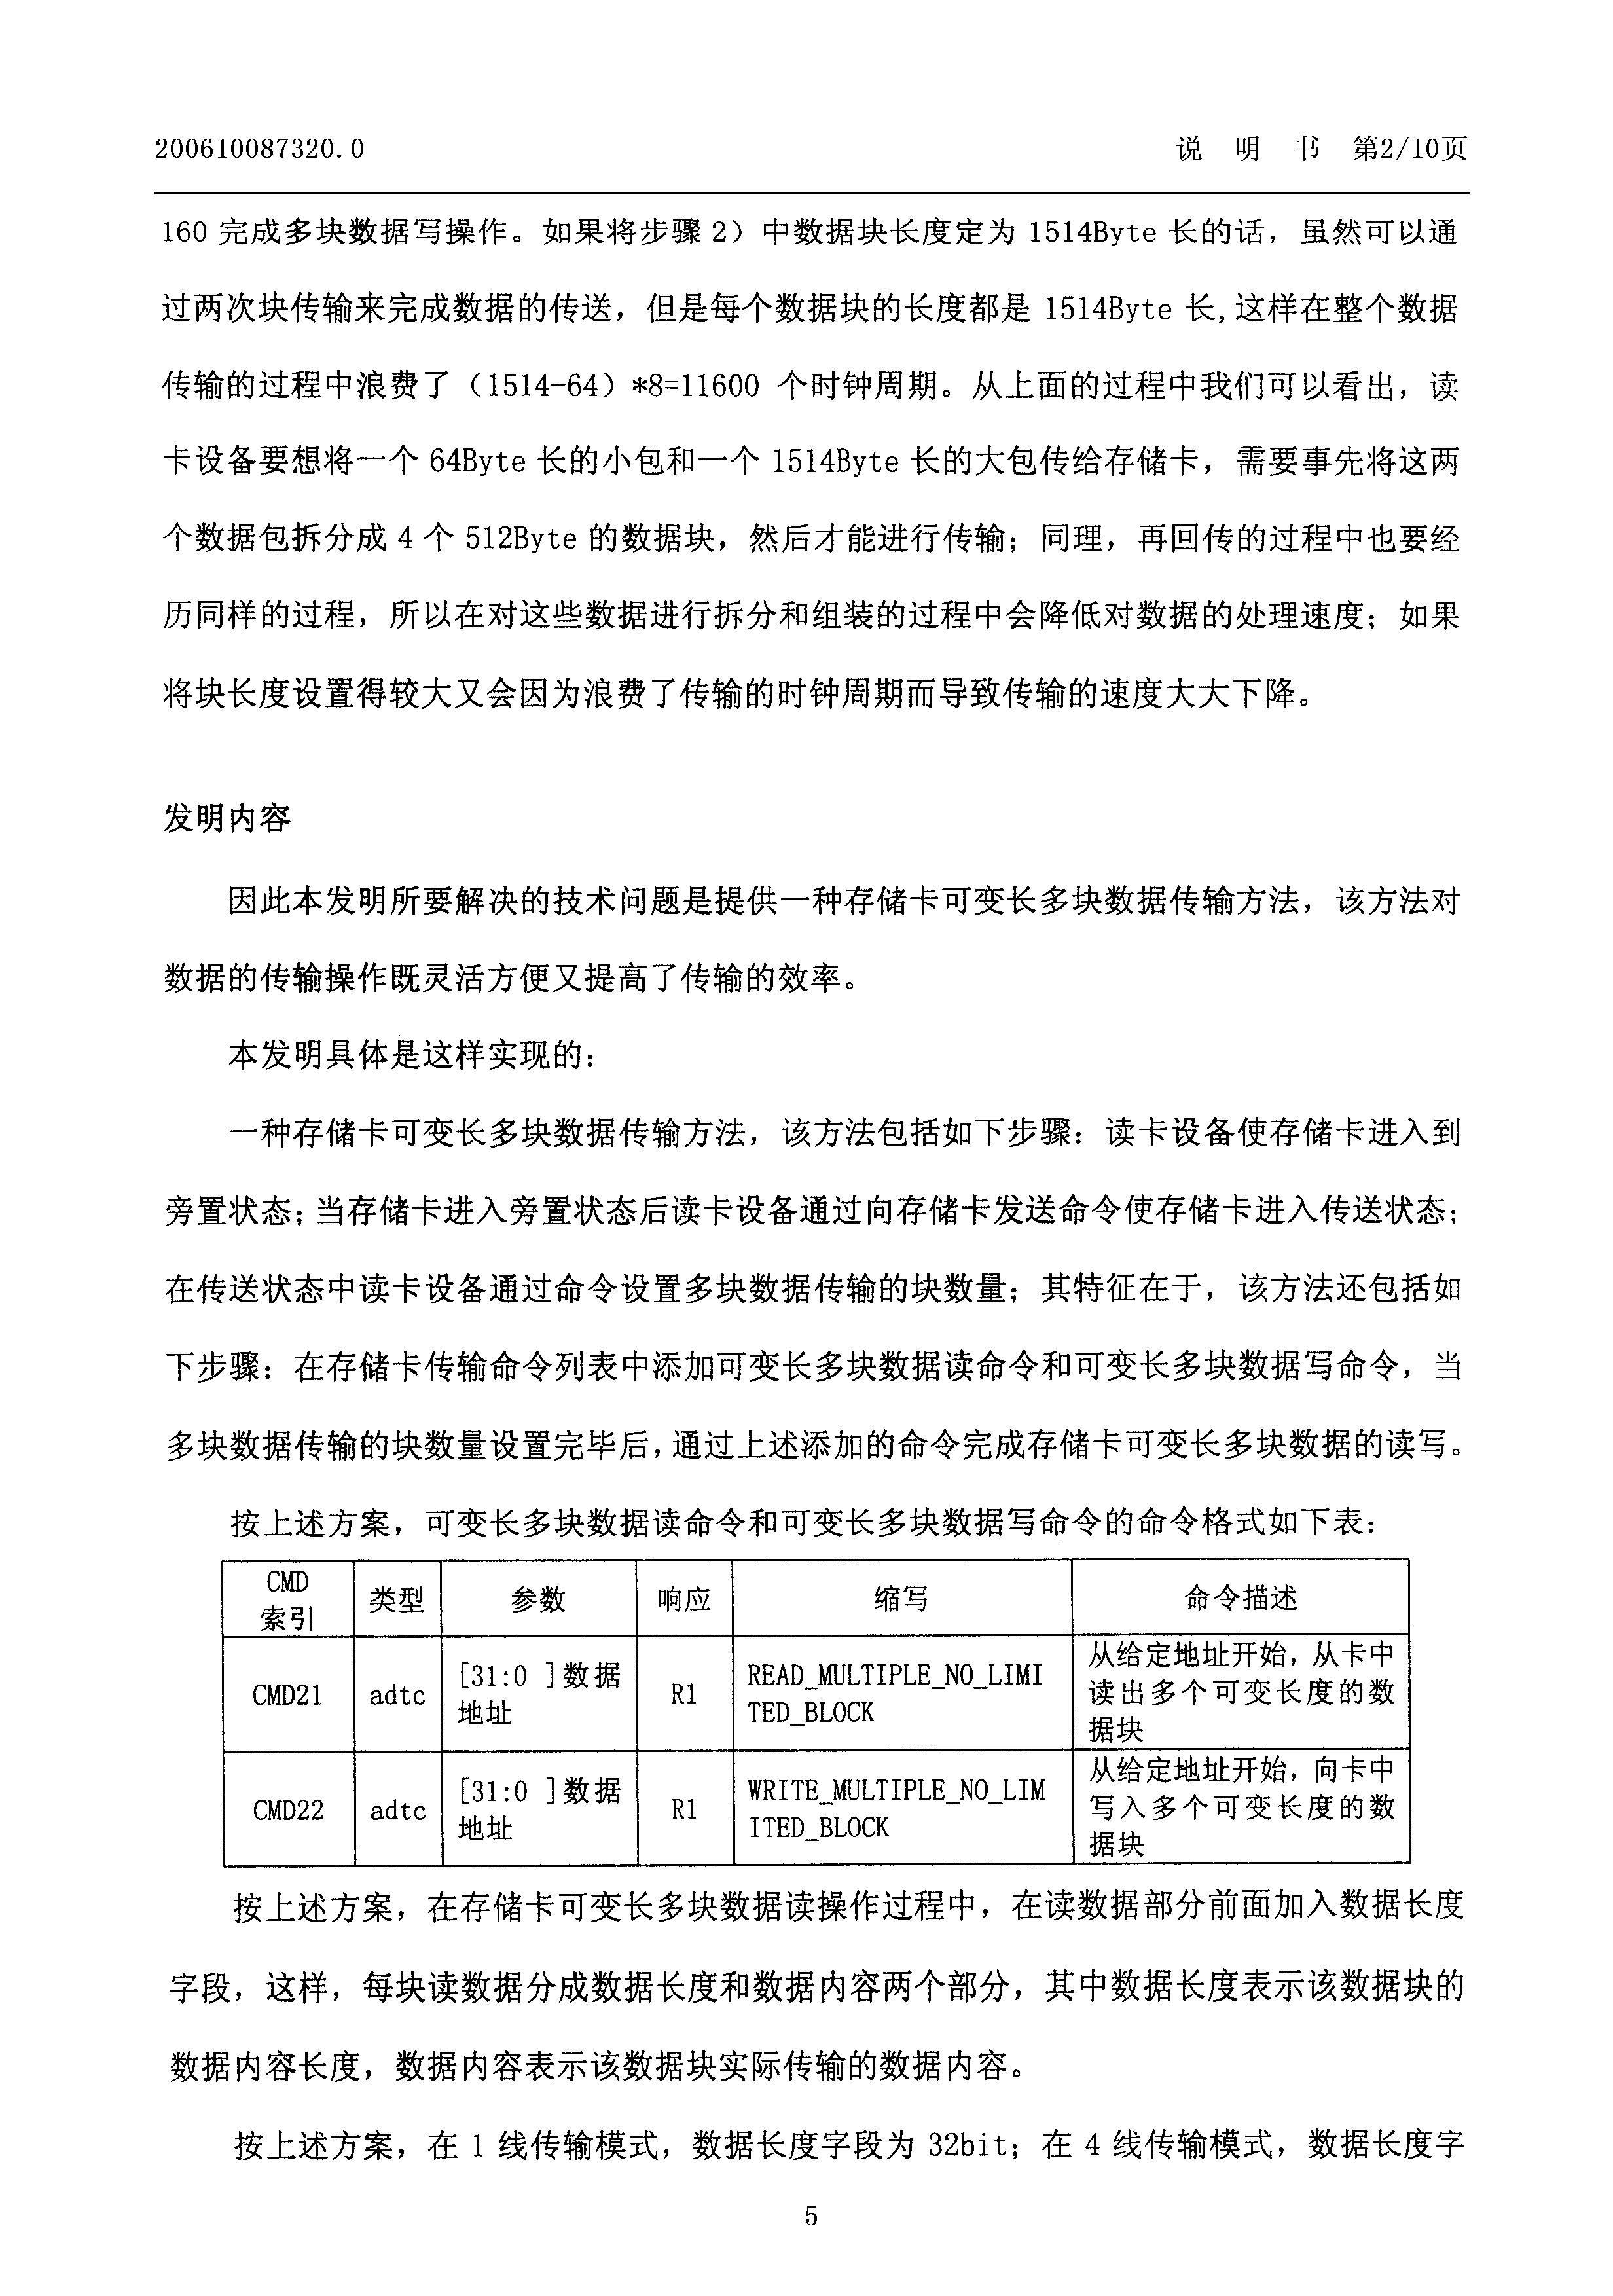 200610087320.0 说 明 书 第2/10页
160 完成多块数据写操作。如果将步骤 2）中数据块长度定为 1514Byte 长的话，虽然可以通
过两次块传输来完成数据的传送，但是每个数据块的长度都是 1514Byte 长,这样在整个数据
传输的过程中浪费了（1514-64）*8=11600 个时钟周期。从上面的过程中我们可以看出，读
卡设备要想将一个 64Byte 长的小包和一个 1514Byte 长的大包传给存储卡，需要事先将这两
个数据包拆分成 4 个 512Byte 的数据块，然后才能进行传输；同理，再回传的过程中也要经
历同样的过程，所以在对这些数据进行拆分和组装的过程中会降低对数据的处理速度；如果
将块长度设置得较大又会因为浪费了传输的时钟周期而导致传输的速度大大下降。
发明内容
因此本发明所要解决的技术问题是提供一种存储卡可变长多块数据传输方法，该方法对
数据的传输操作既灵活方便又提高了传输的效率。
本发明具体是这样实现的：
一种存储卡可变长多块数据传输方法，该方法包括如下步骤：读卡设备使存储卡进入到
旁置状态;当存储卡进入旁置状态后读卡设备通过向存储卡发送命令使存储卡进入传送状态；
在传送状态中读卡设备通过命令设置多块数据传输的块数量；其特征在于，该方法还包括如
下步骤：在存储卡传输命令列表中添加可变长多块数据读命令和可变长多块数据写命令，当
多块数据传输的块数量设置完毕后,通过上述添加的命令完成存储卡可变长多块数据的读写。
按上述方案，可变长多块数据读命令和可变长多块数据写命令的命令格式如下表：
CMD
索引
类型
参数
响应
缩写
命令描述
CMD21
adtc
[31:0 ]数据
地址
R1
READ_MULTIPLE_NO_LIMI
TED_BLOCK
从给定地址开始，从卡中
读出多个可变长度的数
据块
CMD22
adtc
[31:0 ]数据
地址
R1
WRITE_MULTIPLE_NO_LIM
ITED_BLOCK
从给定地址开始，向卡中
写入多个可变长度的数
据块
按上述方案，在存储卡可变长多块数据读操作过程中，在读数据部分前面加入数据长度
字段，这样，每块读数据分成数据长度和数据内容两个部分，其中数据长度表示该数据块的
数据内容长度，数据内容表示该数据块实际传输的数据内容。
按上述方案，在 1 线传输模式，数据长度字段为 32bit；在 4 线传输模式，数据长度字
5